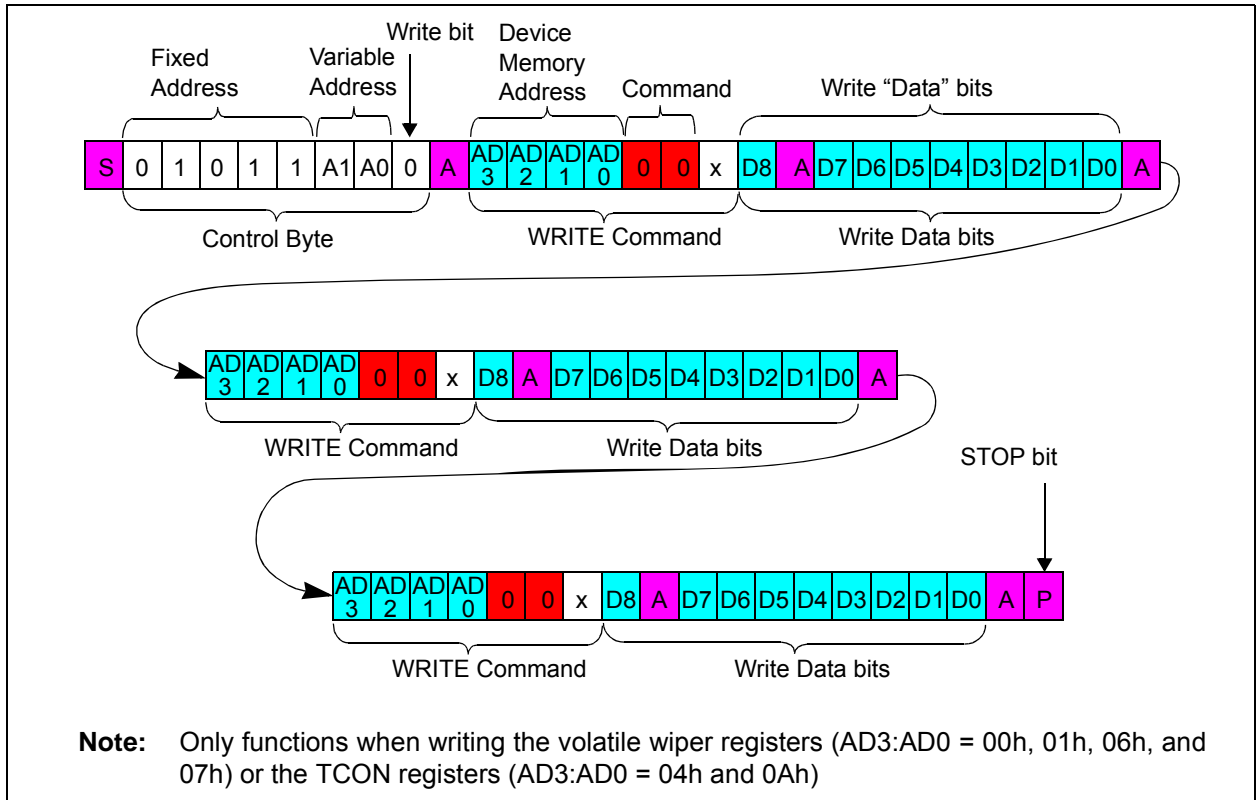 Write bit
Device
Memory
Address
Fixed
Address
Variable
Address
Command
Write “Data” bits
S 0 1 0 1 1 A1 A0 0 A AD3 AD2 AD1 AD0 0 0 x D8 A D7 D6 D5 D4 D3 D2 D1 D0 A
Control Byte WRITE Command Write Data bits
AD3 AD2 AD1 AD0 0 0 x D8 A D7 D6 D5 D4 D3 D2 D1 D0 A
WRITE Command Write Data bits
STOP bit
AD3 AD2 AD1 AD0 0 0 x D8 A D7 D6 D5 D4 D3 D2 D1 D0 A P
WRITE Command Write Data bits
Note: Only functions when writing the volatile wiper registers (AD3:AD0 = 00h, 01h, 06h, and
07h) or the TCON registers (AD3:AD0 = 04h and 0Ah)